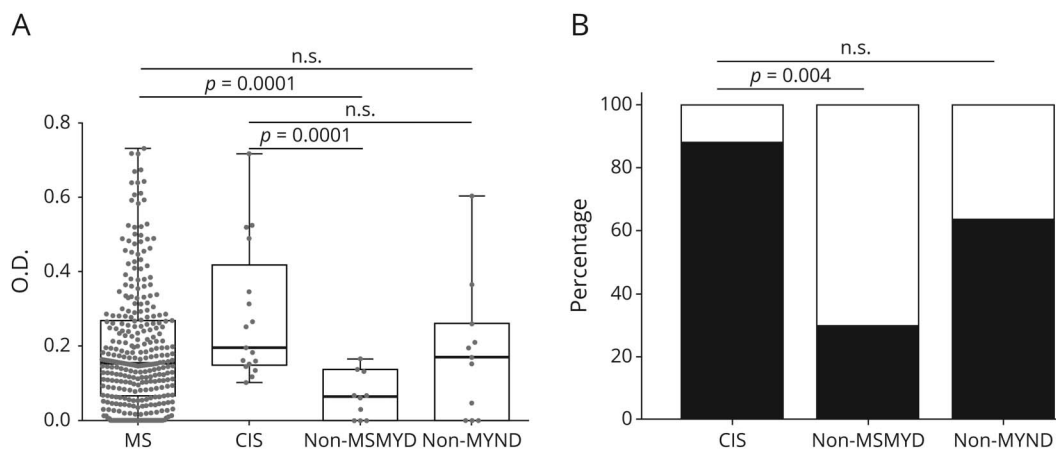 A
n.s.
p = 0.0001
n.s.
p = 0.0001
0.8
0.6
0.4
0.2
0.0
O.D.
MS CIS Non-MSMYD Non-MYND
B
n.s.
p = 0.004
100
80
60
40
20
0
Percentage
CIS Non-MSMYD Non-MYND